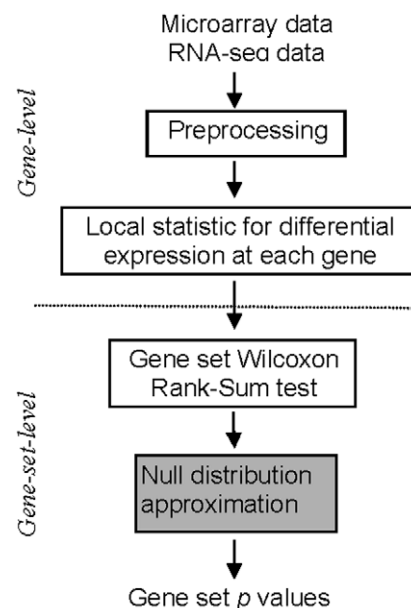 Microarray data
RNA-seq data
Gene-level
Preprocessing
Local statistic for differential
expression at each gene
Gene-set-level
Gene set Wilcoxon
Rank-Sum test
Null distribution
approximation
Gene set p values